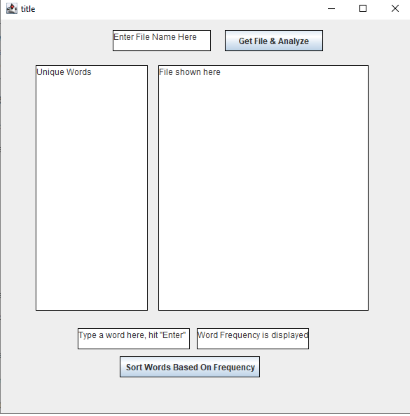 title
Enter File Name Here
Get File & Analyze
Unique Words
File shown here
Type a word here, hit "Enter"
Word Frequency is displayed
Sort Words Based On Frequency